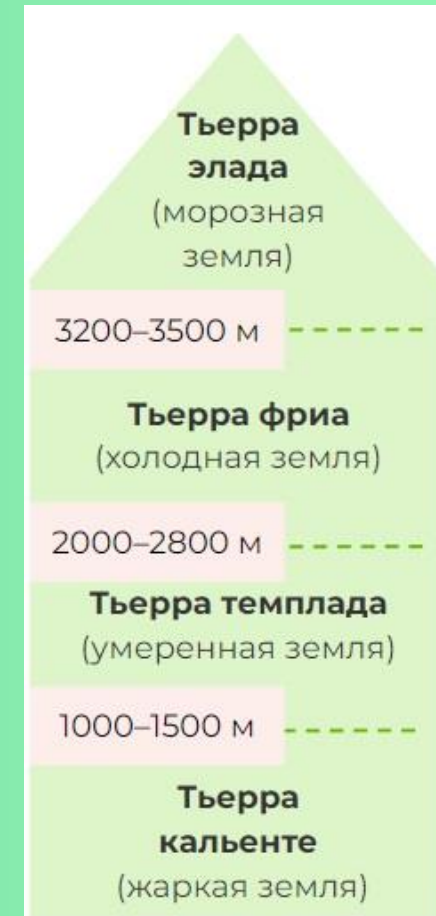 Тьерра
элада
(морозная
земля)
3200–3500 м
Тьерра фриа
(холодная земля)
2000–2800 м
Тьерра темплада
(умеренная земля)
1000–1500 м
Тьерра
кальенте
(жаркая земля)